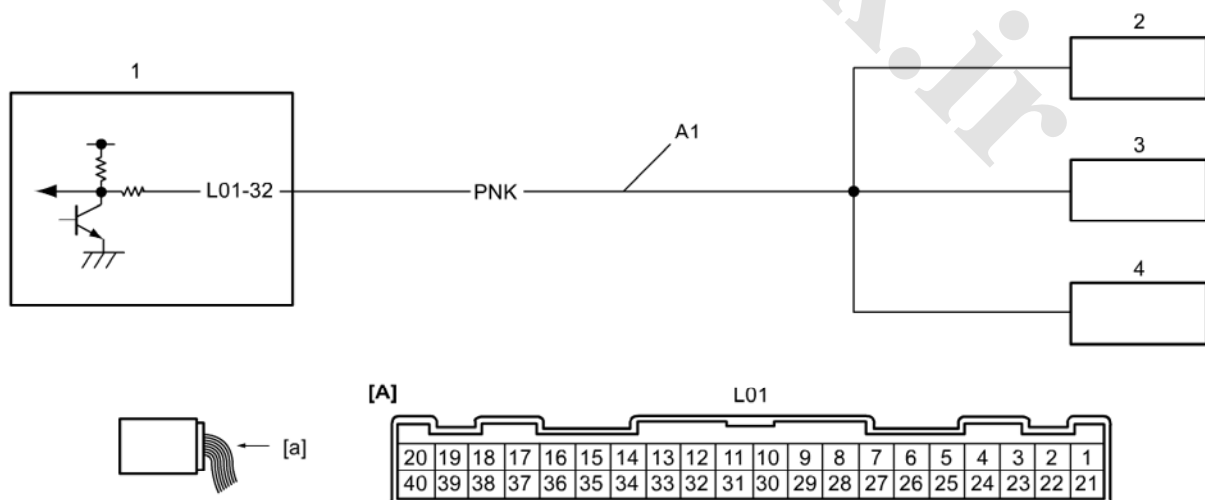 k.ir
2
1
3
A1
L01-32
PNK
4
[A]
L01
[a]
20 19 18 17 16 15 14 13 12 11 10 9 8 7 6 5 4 3 2 1
40 39 38 37 36 35 34 33 32 31 30 29 28 27 26 25 24 23 22 21